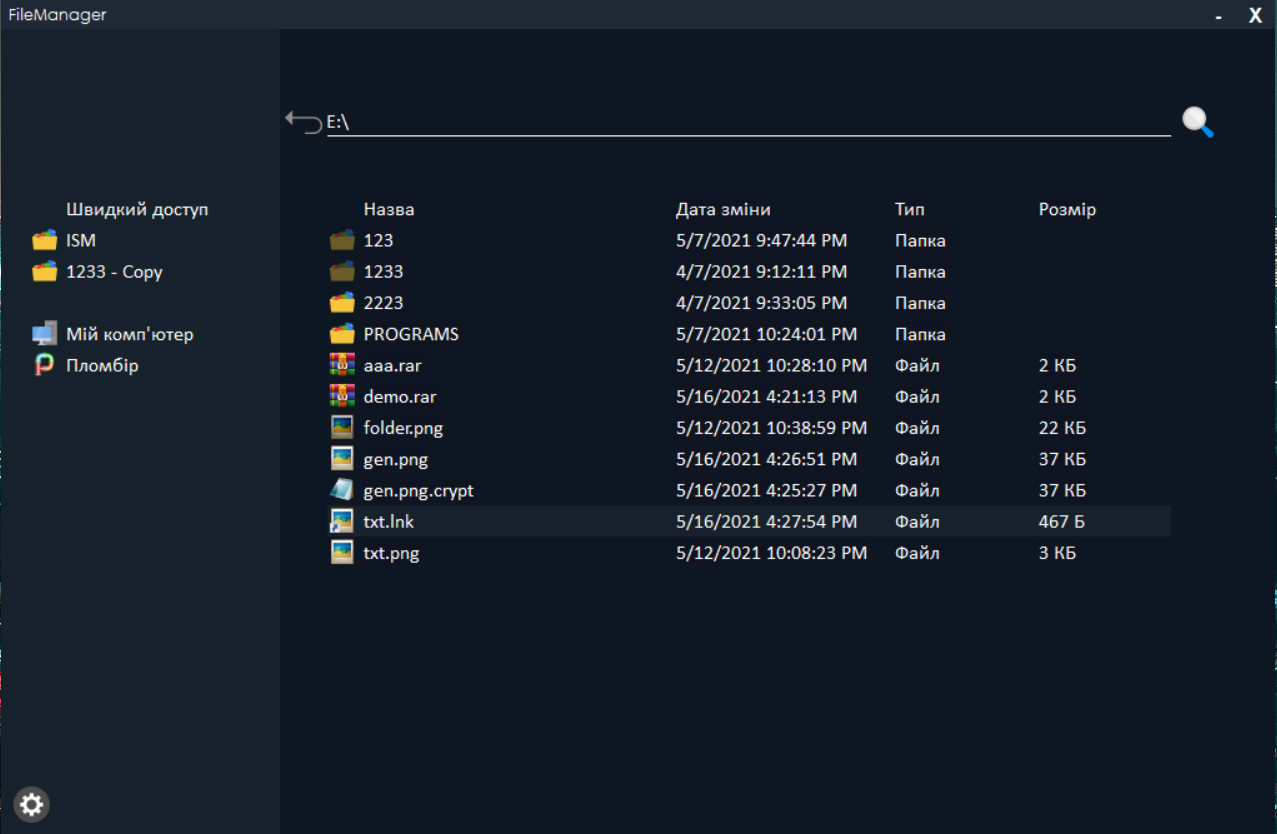 FileManager - X
E:\
Швидкий доступ
ISM
1233 - Copy
Мій комп'ютер
Пломбір
Назва Дата зміни Тип Розмір
123 5/7/2021 9:47:44 PM Папка
1233 4/7/2021 9:12:11 PM Папка
2223 4/7/2021 9:33:05 PM Папка
PROGRAMS 5/7/2021 10:24:01 PM Папка
aaa.rar 5/12/2021 10:28:10 PM Файл 2 КБ
demo.rar 5/16/2021 4:21:13 PM Файл 2 КБ
folder.png 5/12/2021 10:38:59 PM Файл 22 КБ
gen.png 5/16/2021 4:26:51 PM Файл 37 КБ
gen.png.crypt 5/16/2021 4:25:27 PM Файл 37 КБ
txt.lnk 5/16/2021 4:27:54 PM Файл 467 Б
txt.png 5/12/2021 10:08:23 PM Файл 3 КБ